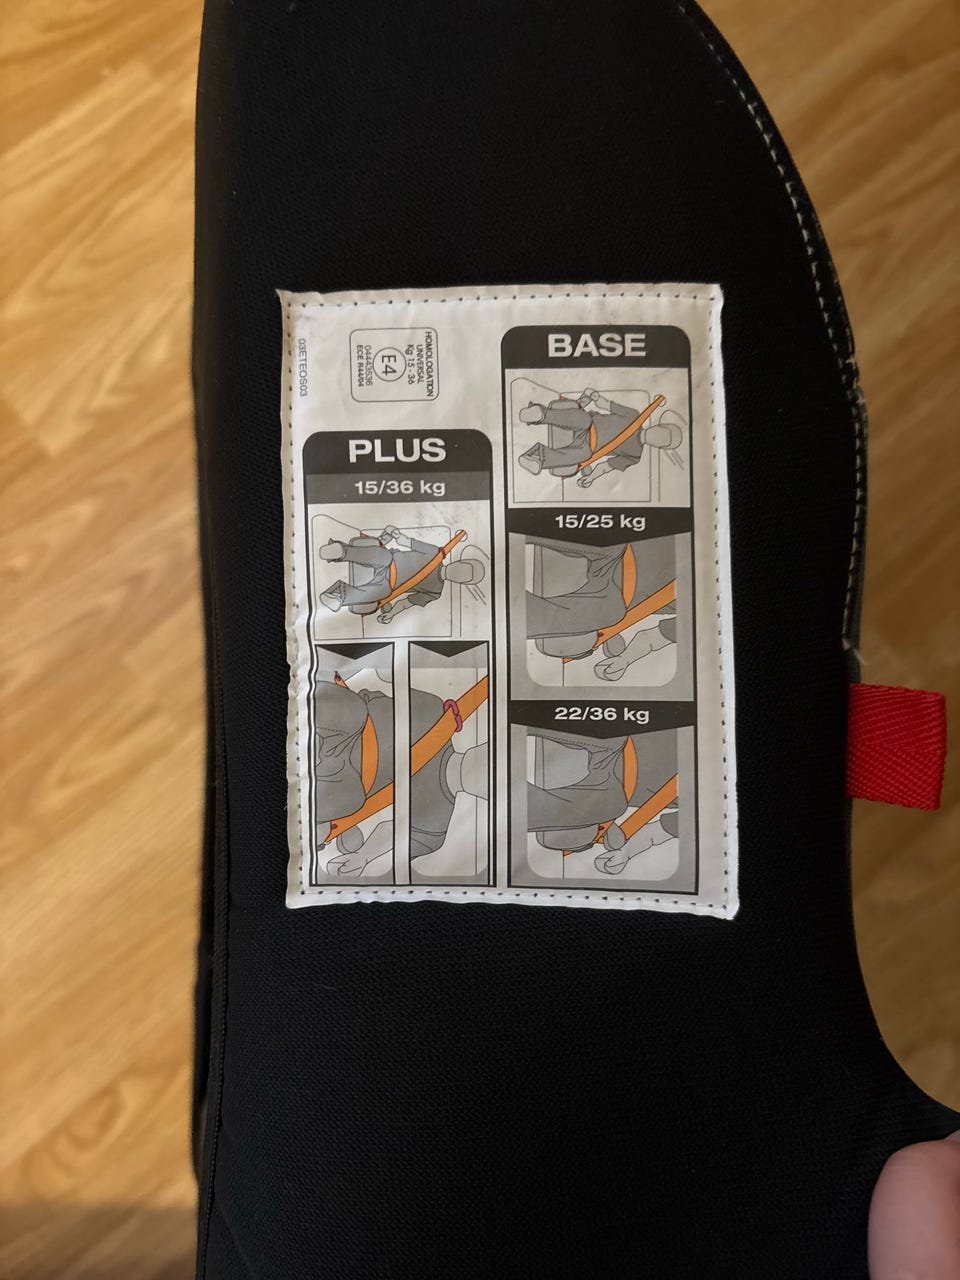 03ETEOS03
HOMOLOGATION
UNIVERSAL
Kg 15 - 36
E4
04443536
ECE R44/04
PLUS
15/36 kg
BASE
15/25 kg
22/36 kg